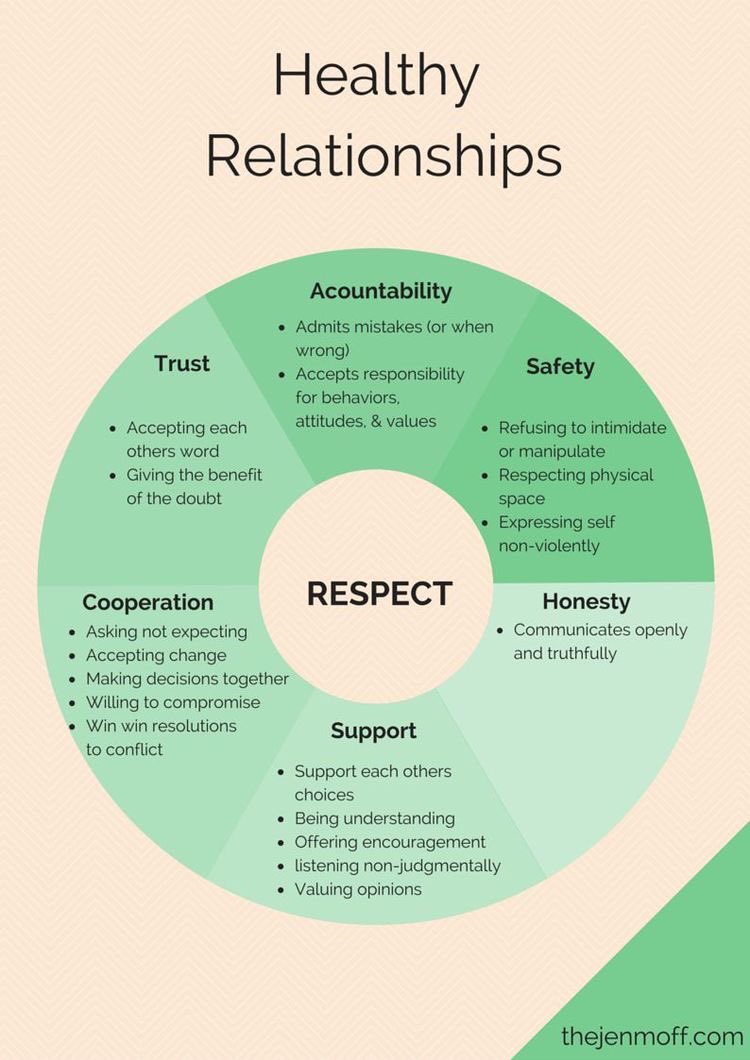 Healthy
Relationships
Acountability
• Admits mistakes (or when
wrong)
• Accepts responsibility
for behaviors,
attitudes, & values
Trust
• Accepting each
others word
• Giving the benefit
of the doubt
Safety
• Refusing to intimidate
or manipulate
• Respecting physical
space
• Expressing self
non-violently
RESPECT
Cooperation
• Asking not expecting
• Accepting change
• Making decisions together
• Willing to compromise
• Win win resolutions
to conflict
Honesty
• Communicates openly
and truthfully
Support
• Support each others
choices
• Being understanding
• Offering encouragement
• listening non-judgmentally
• Valuing opinions
thejenmoff.com